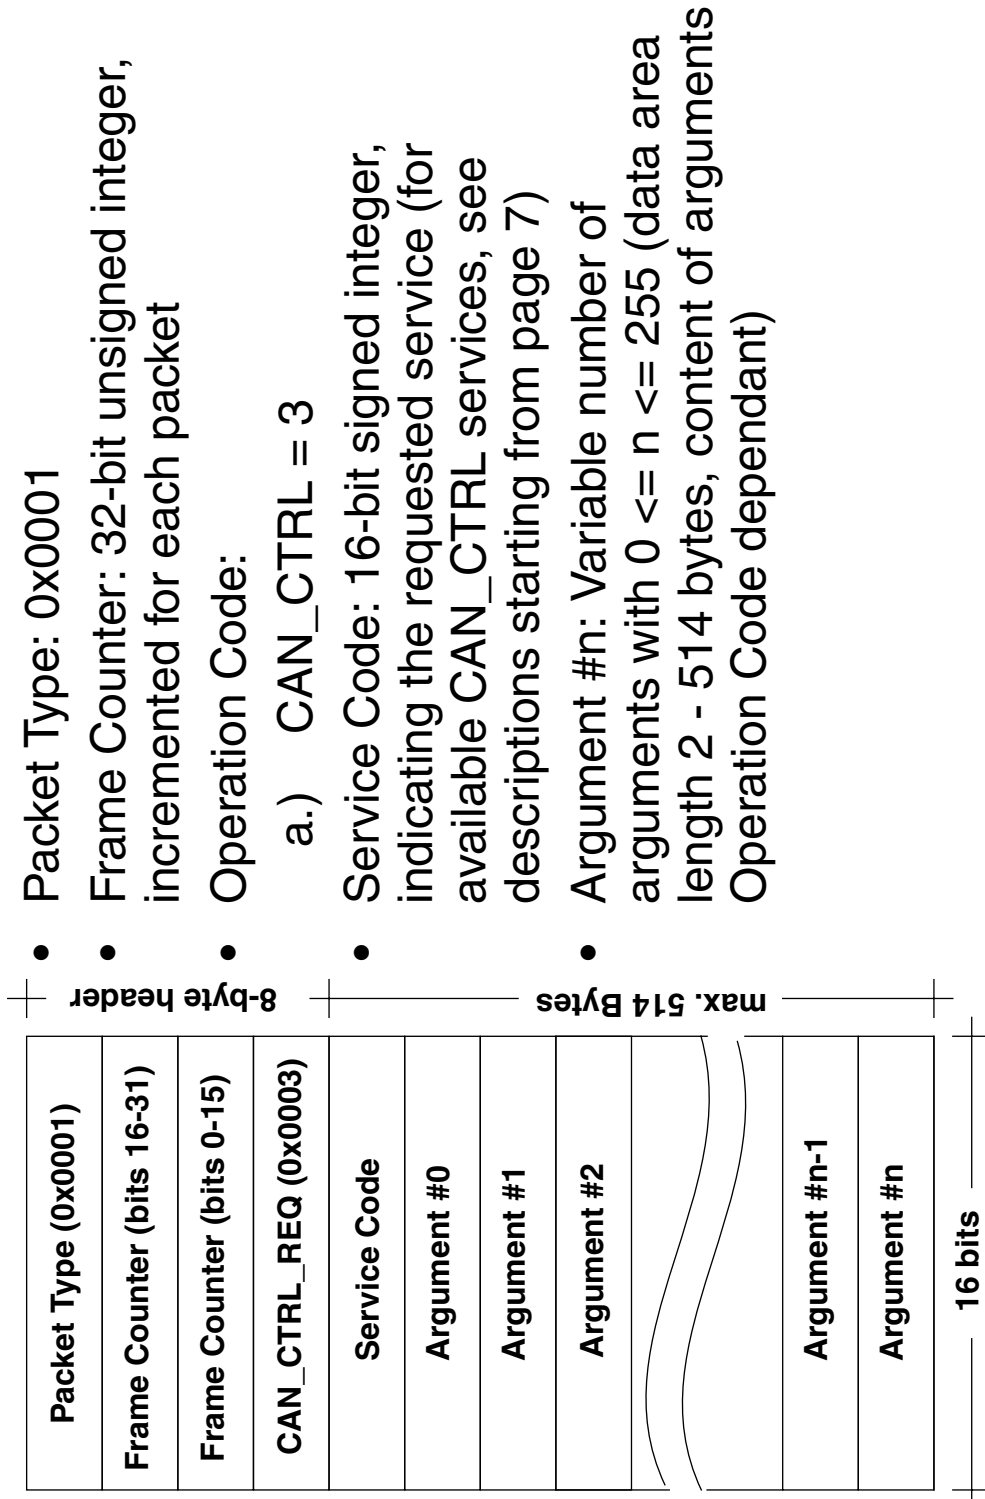 Packet Type (0x0001)
Frame Counter (bits 16-31)
Frame Counter (bits 0-15)
CAN_CTRL_REQ (0x0003)
Service Code
Argument #0
Argument #1
Argument #2
Argument #n-1
Argument #n
16 bits
8-byte header
max. 514 Bytes
• Packet Type: 0x0001
• Frame Counter: 32-bit unsigned integer,
incremented for each packet
• Operation Code:
a.) CAN_CTRL = 3
• Service Code: 16-bit signed integer,
indicating the requested service (for
available CAN_CTRL services, see
descriptions starting from page 7)
• Argument #n: Variable number of
arguments with 0 <= n <= 255 (data area
length 2 - 514 bytes, content of arguments
Operation Code dependant)